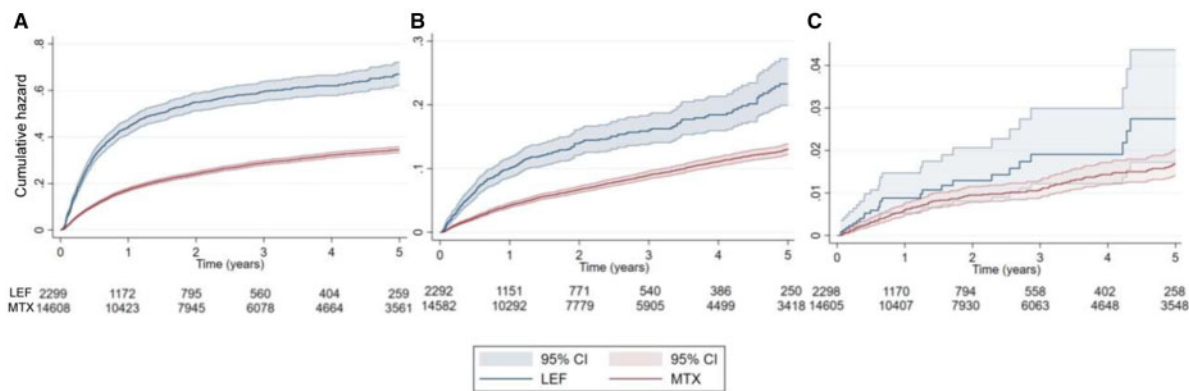 A
B
C
Cumulative hazard
.8
.6
.4
.2
0
0 1 2 3 4 5
Time (years)
.3
.2
.1
0
0 1 2 3 4 5
Time (years)
.04
.03
.02
.01
0
0 1 2 3 4 5
Time (years)
LEF 2299 1172 795 560 404 259 2292 1151 771 540 386 250 2298 1170 794 558 402 258
MTX 14608 10423 7945 6078 4664 3561 14582 10292 7779 5905 4499 3418 14605 10407 7930 6063 4648 3548
95% CI 95% CI
LEF MTX